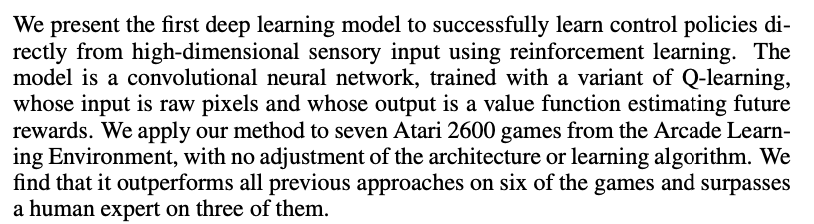 We present the first deep learning model to successfully learn control policies di-
rectly from high-dimensional sensory input using reinforcement learning. The
model is a convolutional neural network, trained with a variant of Q-learning,
whose input is raw pixels and whose output is a value function estimating future
rewards. We apply our method to seven Atari 2600 games from the Arcade Learn-
ing Environment, with no adjustment of the architecture or learning algorithm. We
find that it outperforms all previous approaches on six of the games and surpasses
a human expert on three of them.